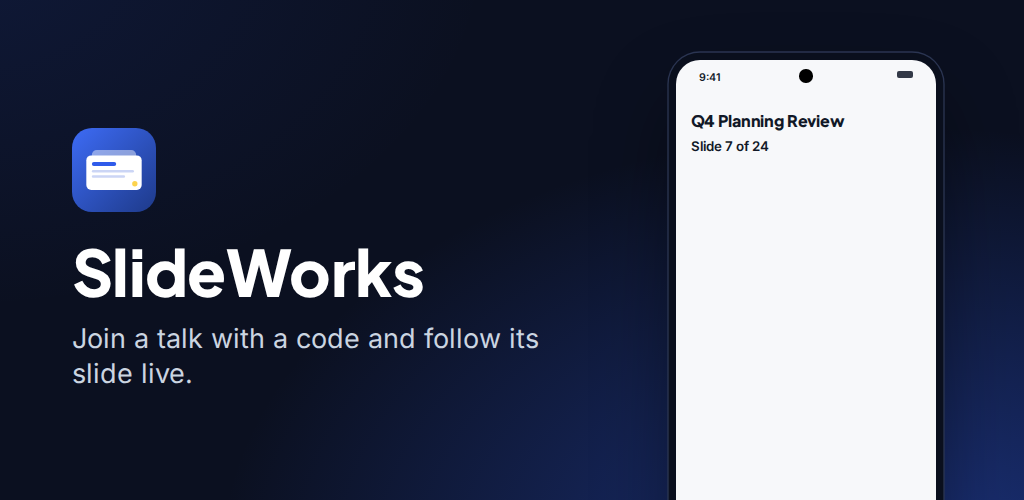 SlideWorks
Join a talk with a code and follow its
slide live.
9:41
Q4 Planning Review
Slide 7 of 24